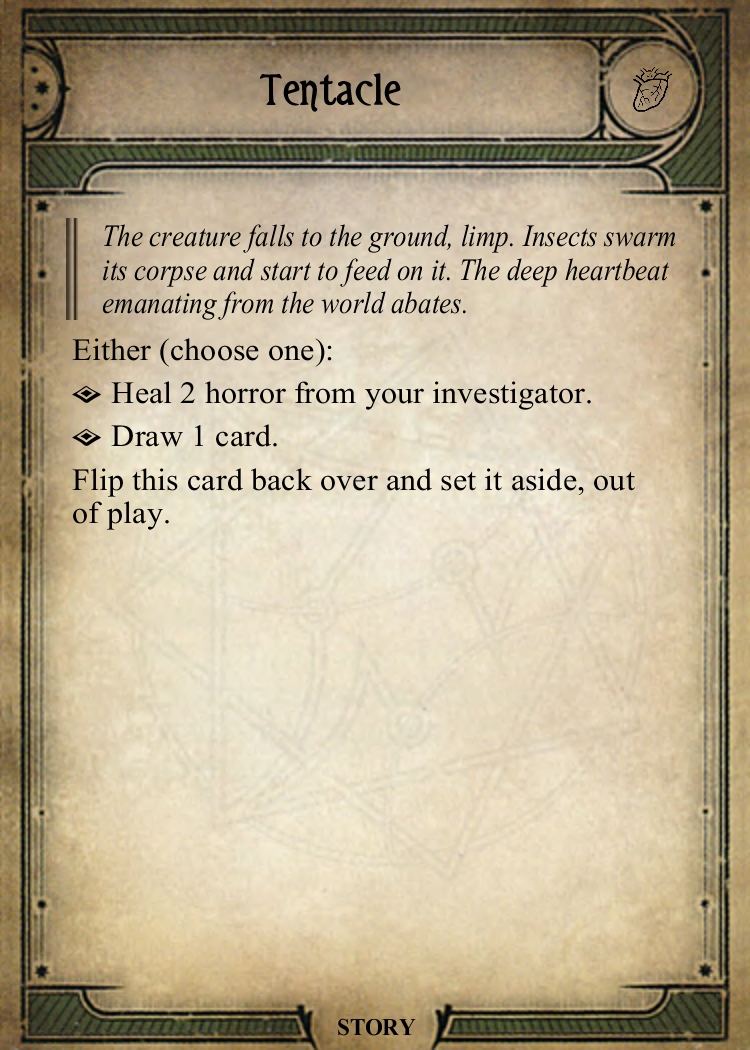 Tentacle
The creature falls to the ground, limp. Insects swarm
its corpse and start to feed on it. The deep heartbeat
emanating from the world abates.
Either (choose one):
Heal 2 horror from your investigator.
Draw 1 card.
Flip this card back over and set it aside, out
of play.
STORY